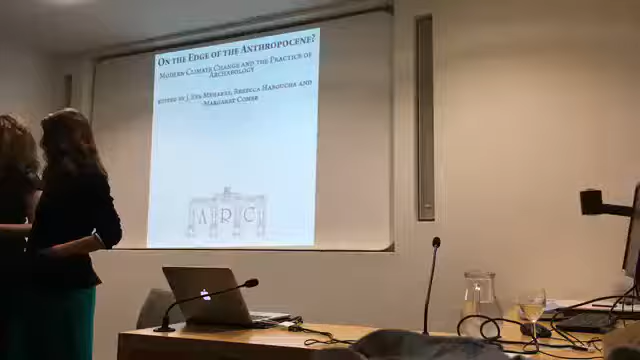 ON THE EDGE OF THE ANTHROPOCENE?
MODERN CLIMATE CHANGE AND THE PRACTICE OF
ARCHAEOLOGY
EDITED BY J. EVA MEHARRY, REBECCA HABOUCHA AND
MARGARET COMER
ARC